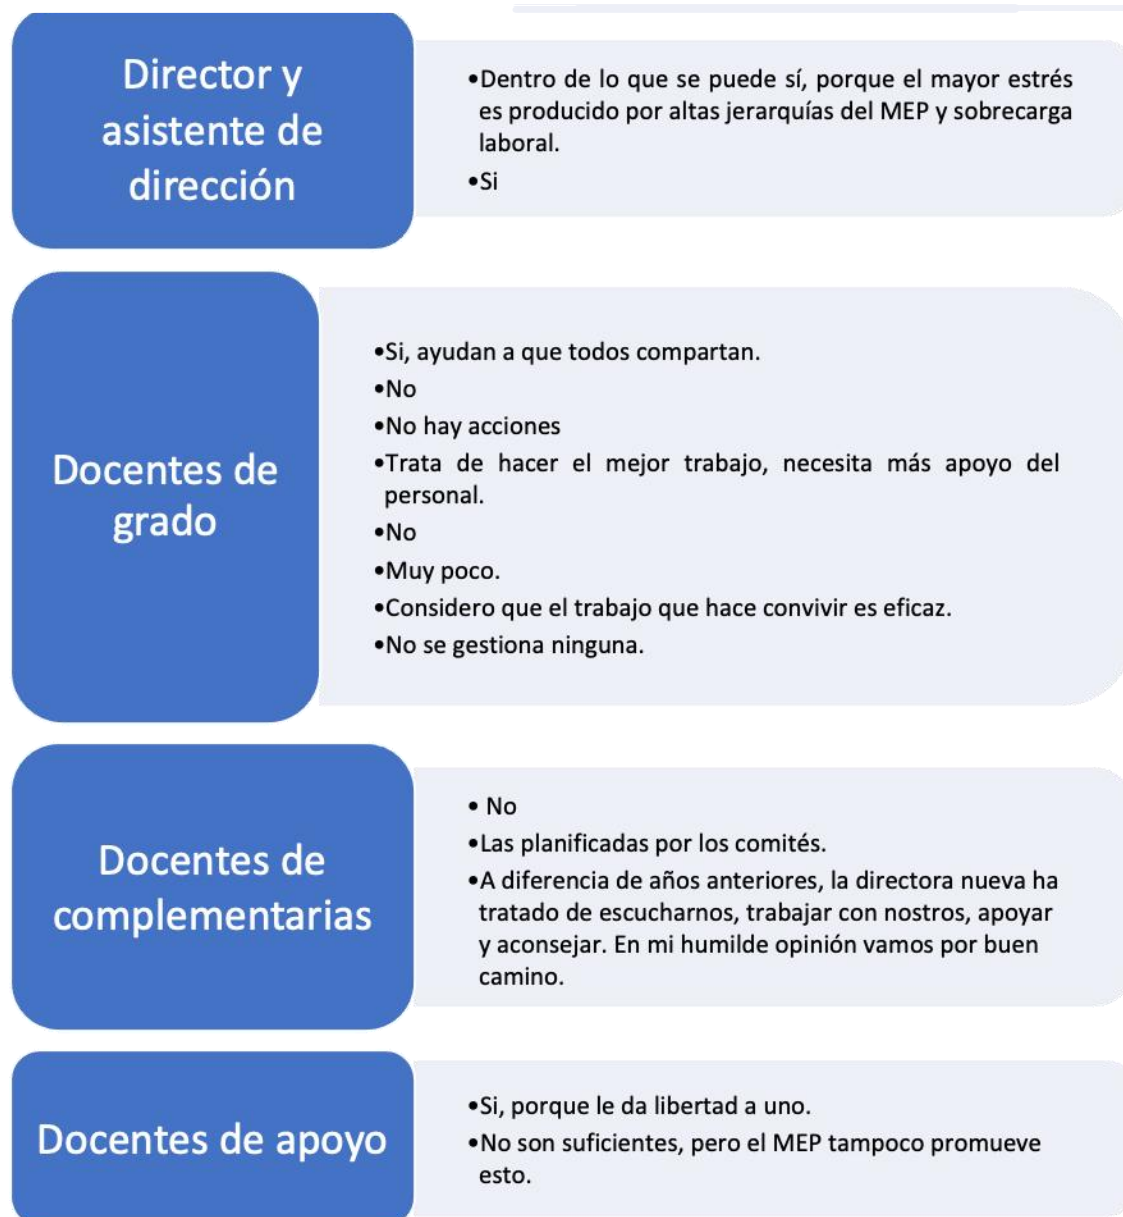 Director y
asistente de
dirección
•Dentro de lo que se puede sí, porque el mayor estrés
es producido por altas jerarquías del MEP y sobrecarga
laboral.
•Si
Docentes de
grado
•Si, ayudan a que todos compartan.
•No
•No hay acciones
•Trata de hacer el mejor trabajo, necesita más apoyo del
personal.
•No
•Muy poco.
•Considero que el trabajo que hace convivir es eficaz.
•No se gestiona ninguna.
Docentes de
complementarias
• No
•Las planificadas por los comités.
•A diferencia de años anteriores, la directora nueva ha
tratado de escucharnos, trabajar con nostros, apoyar
y aconsejar. En mi humilde opinión vamos por buen
camino.
Docentes de apoyo
•Si, porque le da libertad a uno.
•No son suficientes, pero el MEP tampoco promueve
esto.